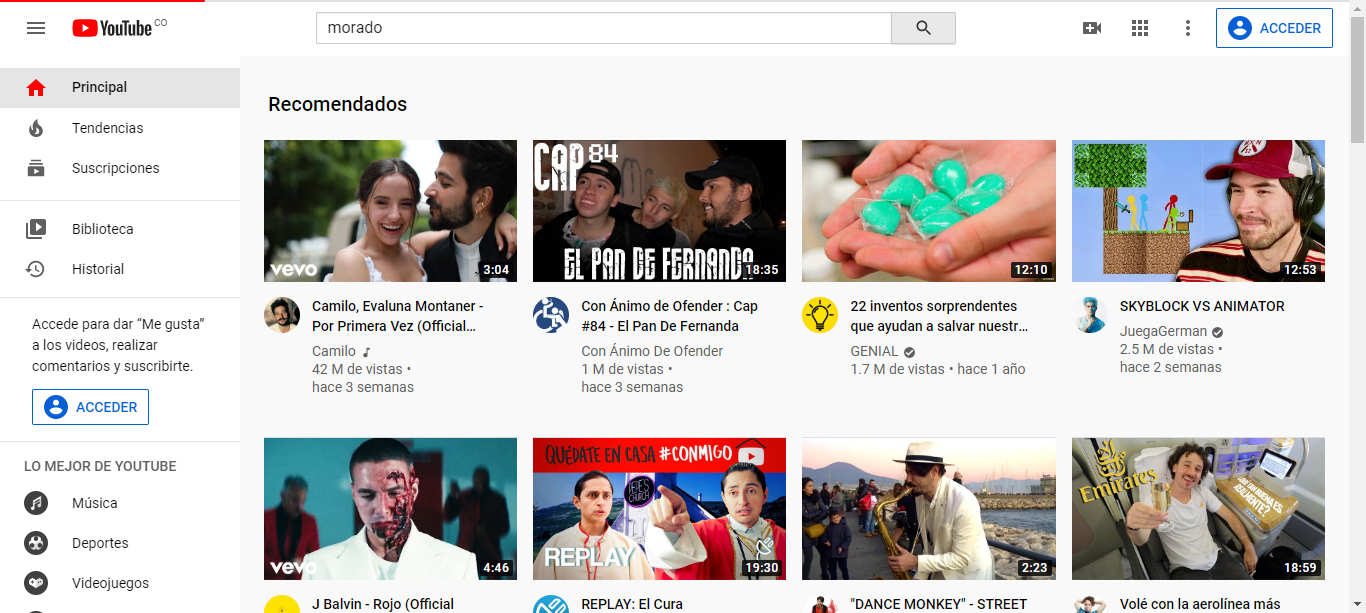 YouTube CO
morado
ACCEDER
Principal
Tendencias
Suscripciones
Biblioteca
Historial
Accede para dar “Me gusta”
a los videos, realizar
comentarios y suscribirte.
ACCEDER
LO MEJOR DE YOUTUBE
Música
Deportes
Videojuegos
Recomendados
vevo
3:04
Camilo, Evaluna Montaner -
Por Primera Vez (Official...
Camilo
42 M de vistas •
hace 3 semanas
CAP 84
EL PAN DE FERNANDA
18:35
Con Ánimo de Ofender : Cap
#84 - El Pan De Fernanda
Con Ánimo De Ofender
1 M de vistas •
hace 3 semanas
12:10
22 inventos sorprendentes
que ayudan a salvar nuestr...
GENIAL
1.7 M de vistas • hace 1 año
12:53
SKYBLOCK VS ANIMATOR
JuegaGerman
2.5 M de vistas •
hace 2 semanas
vevo
4:46
J Balvin - Rojo (Official
QUÉDATE EN CASA #CONMIGO
REPLAY
19:30
REPLAY: El Cura
2:23
"DANCE MONKEY" - STREET
Emirates
¿QUÉ TAN BUENA ES
REALMENTE?
18:59
Volé con la aerolínea más